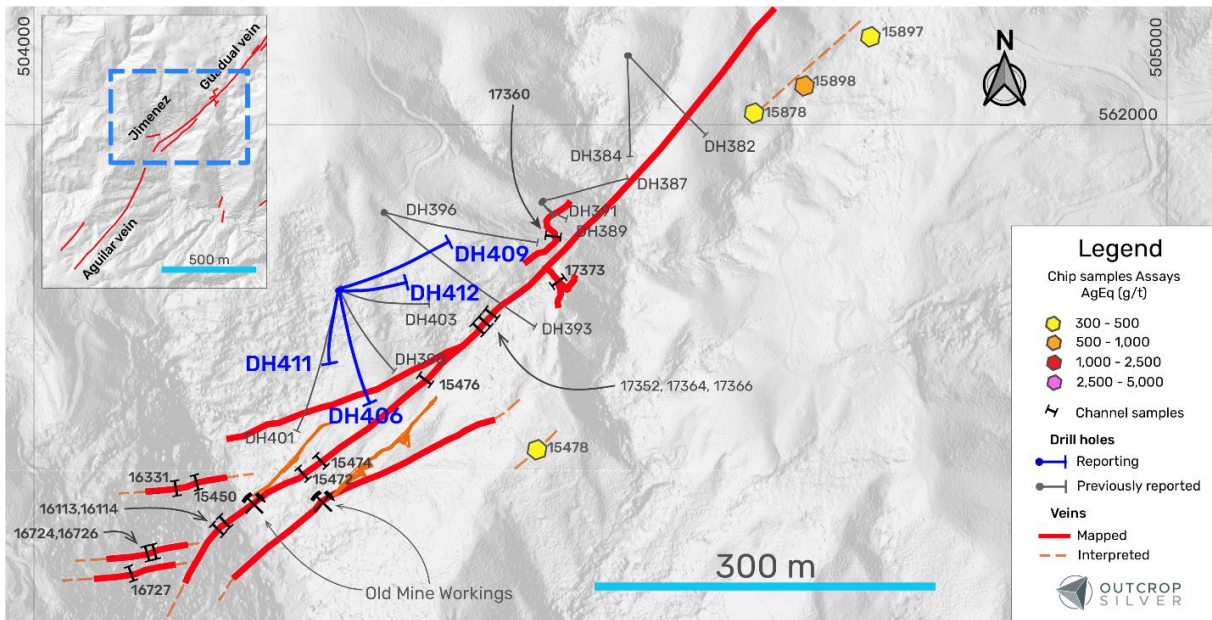 504000
505000
562000
N
Guadual vein
Jimenez
Aguilar vein
500 m
15897
15898
15878
17360
DH384
DH382
DH387
DH391
DH389
DH396
DH409
17373
DH412
DH403
DH393
DH411
DH398
15476
17352, 17364, 17366
DH406
DH401
15478
15474
15472
16331
15450
16113,16114
16724,16726
16727
Old Mine Workings
300 m
Legend
Chip samples Assays
AgEq (g/t)
300 - 500
500 - 1,000
1,000 - 2,500
2,500 - 5,000
Channel samples
Drill holes
Reporting
Previously reported
Veins
Mapped
Interpreted
OUTCROP
SILVER